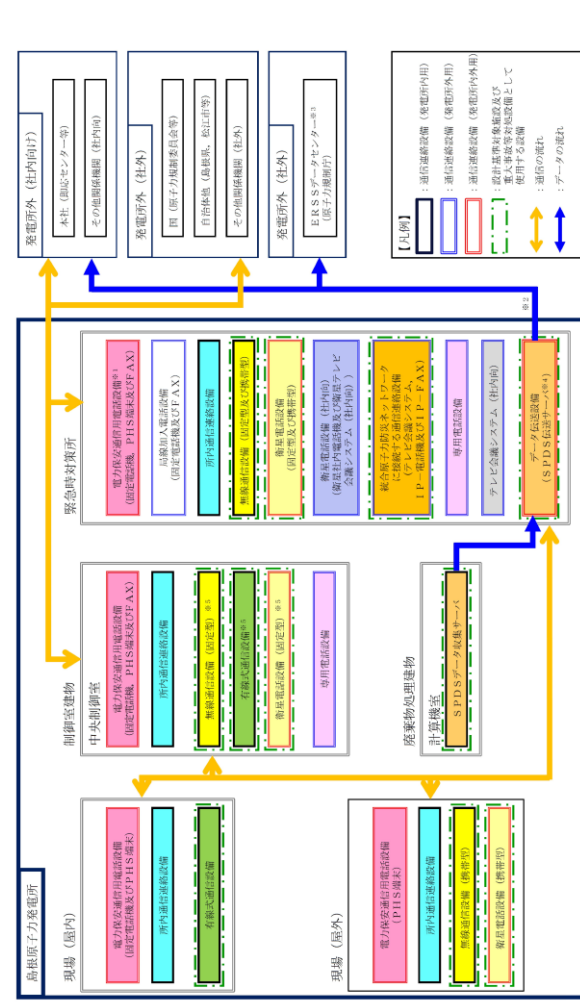 島根原子力発電所
現場（屋内）
電力保安通信用電話設備
（固定電話機及びＰＨＳ端末）
所内通信連絡設備
有線式通信設備
現場（屋外）
電力保安通信用電話設備
（ＰＨＳ端末）
所内通信連絡設備
無線通信設備（携帯型）
衛星電話設備（携帯型）
制御室建物
中央制御室
電力保安通信用電話設備
（固定電話機，ＰＨＳ端末及びＦＡＸ）
所内通信連絡設備
無線通信設備（固定型）※5
有線式通信設備※5
衛星電話設備（固定型）※5
専用電話設備
廃棄物処理建物
計算機室
ＳＰＤＳデータ収集サーバ
緊急時対策所
電力保安通信用電話設備※1
（固定電話機，ＰＨＳ端末及びＦＡＸ）
局線加入電話設備
（固定電話機及びＦＡＸ）
所内通信連絡設備
無線通信設備（固定型及び携帯型）
衛星電話設備
（固定型及び携帯型）
衛星電話設備（社内向）
（衛星社内電話機及び衛星テレビ
会議システム（社内向））
統合原子力防災ネットワーク
に接続する通信連絡設備
（テレビ会議システム，
ＩＰ－電話機及びＩＰ－ＦＡＸ）
専用電話設備
テレビ会議システム（社内向）
データ伝送設備
（ＳＰＤＳ伝送サーバ※4）
※2
発電所外（社内向け）
本社（即応センター等）
その他関係機関（社内向）
発電所外（社外）
国（原子力規制委員会等）
自治体他（島根県、松江市等）
その他関係機関（社外）
発電所外（社外）
ＥＲＳＳデータセンター※3
（原子力規制庁）
【凡例】
：通信連絡設備（発電所内用）
：通信連絡設備（発電所外用）
：通信連絡設備（発電所内外用）
：設計基準対象施設及び
重大事故等対処設備として
使用する設備
：通信の流れ
：データの流れ